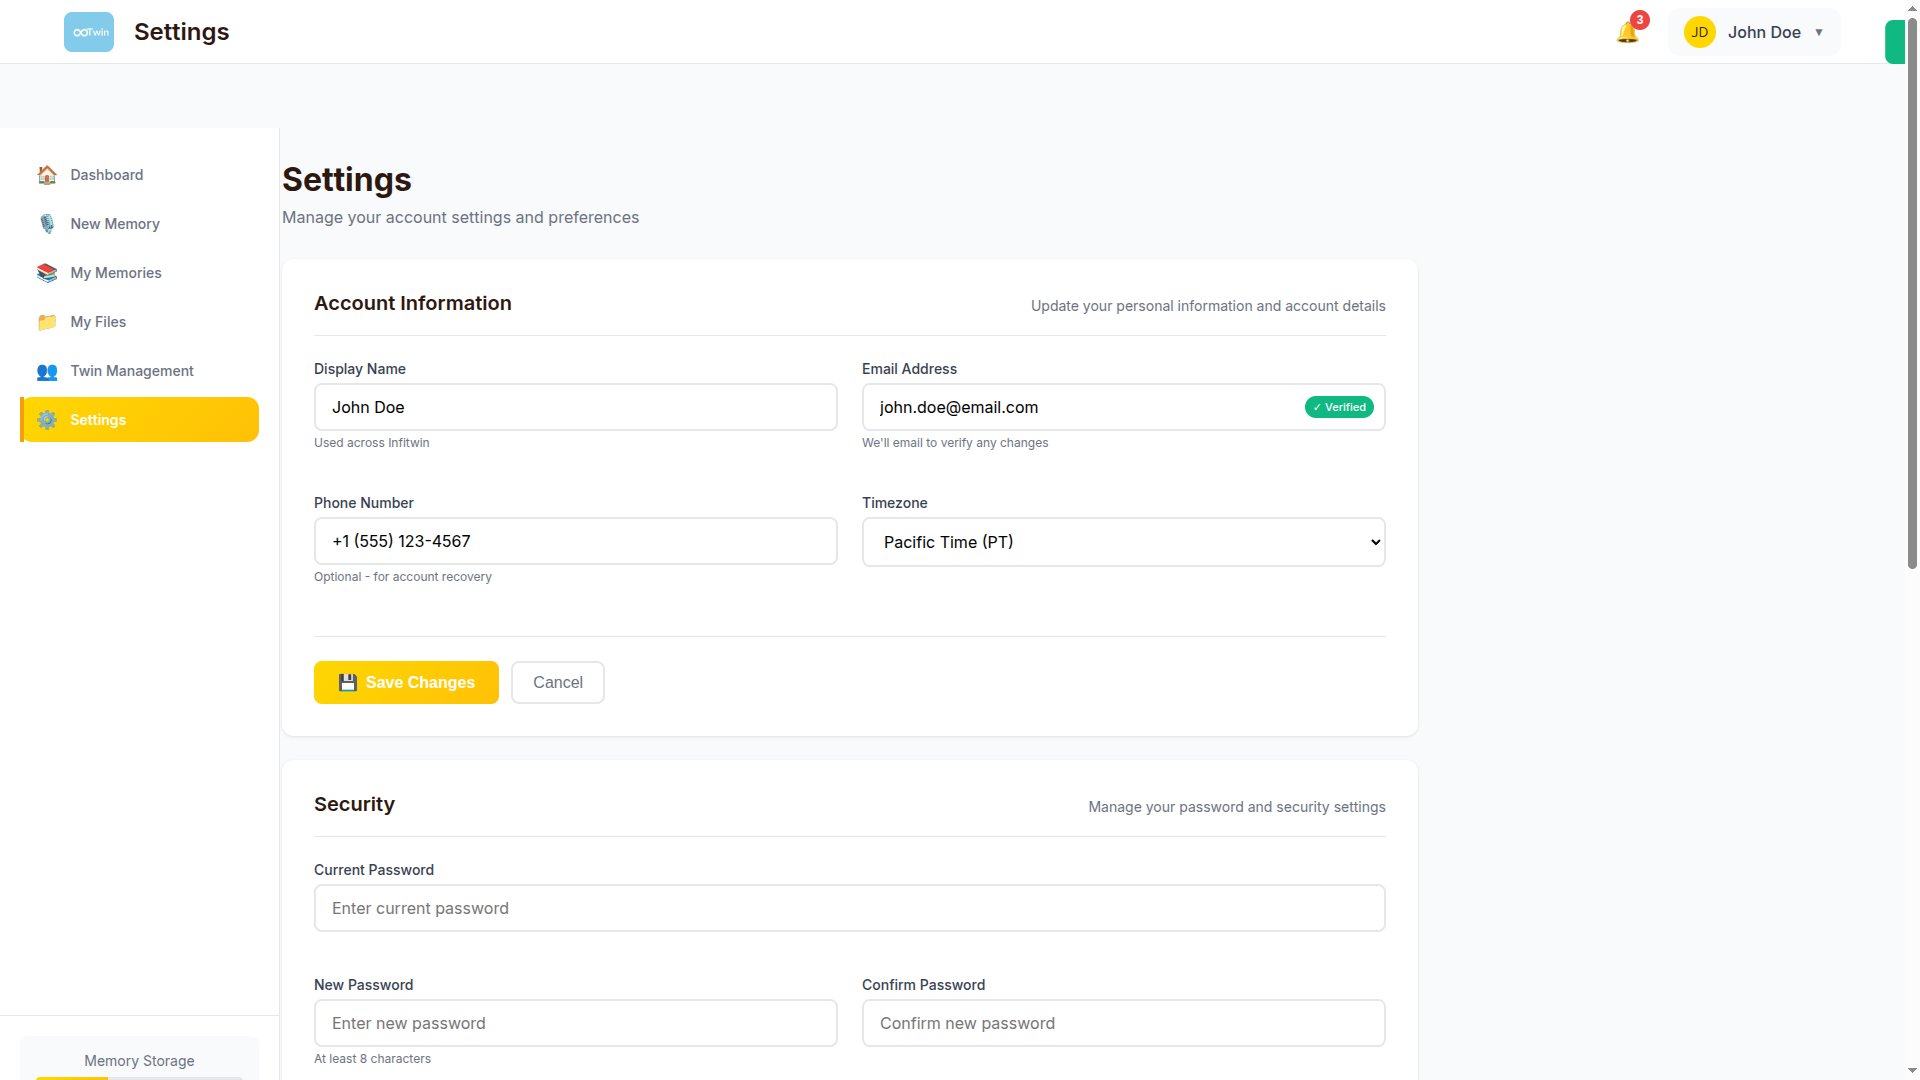 Twin
Settings
3
JD
John Doe
Dashboard
New Memory
My Memories
My Files
Twin Management
Settings
Memory Storage
Settings
Manage your account settings and preferences
Account Information
Update your personal information and account details
Display Name
John Doe
Used across Infitwin
Email Address
john.doe@email.com
✓ Verified
We'll email to verify any changes
Phone Number
+1 (555) 123-4567
Optional - for account recovery
Timezone
Pacific Time (PT)
Save Changes
Cancel
Security
Manage your password and security settings
Current Password
Enter current password
New Password
Enter new password
At least 8 characters
Confirm Password
Confirm new password